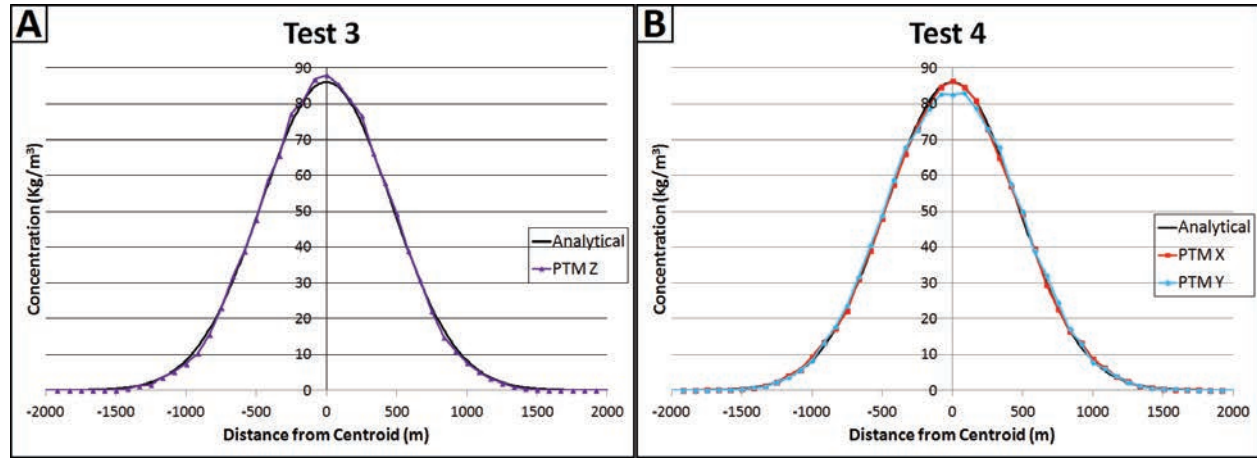 A
Test 3
90
80
70
60
50
40
30
20
10
0
-2000 -1500 -1000 -500 0 500 1000 1500 2000
Concentration (Kg/m³)
Distance from Centroid (m)
Analytical
PTM Z
B
Test 4
90
80
70
60
50
40
30
20
10
0
-2000 -1500 -1000 -500 0 500 1000 1500 2000
Concentration (Kg/m³)
Distance from Centroid (m)
Analytical
PTM X
PTM Y